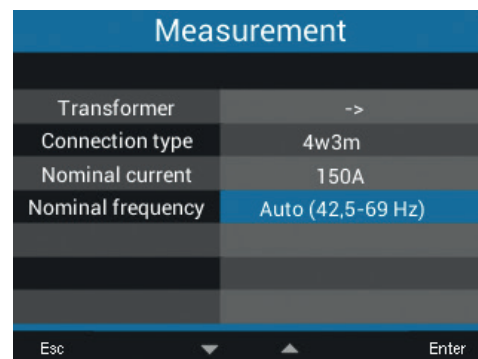 Measurement
Transformer ->
Connection type 4w3m
Nominal current 150A
Nominal frequency Auto (42,5-69 Hz)
Esc Enter